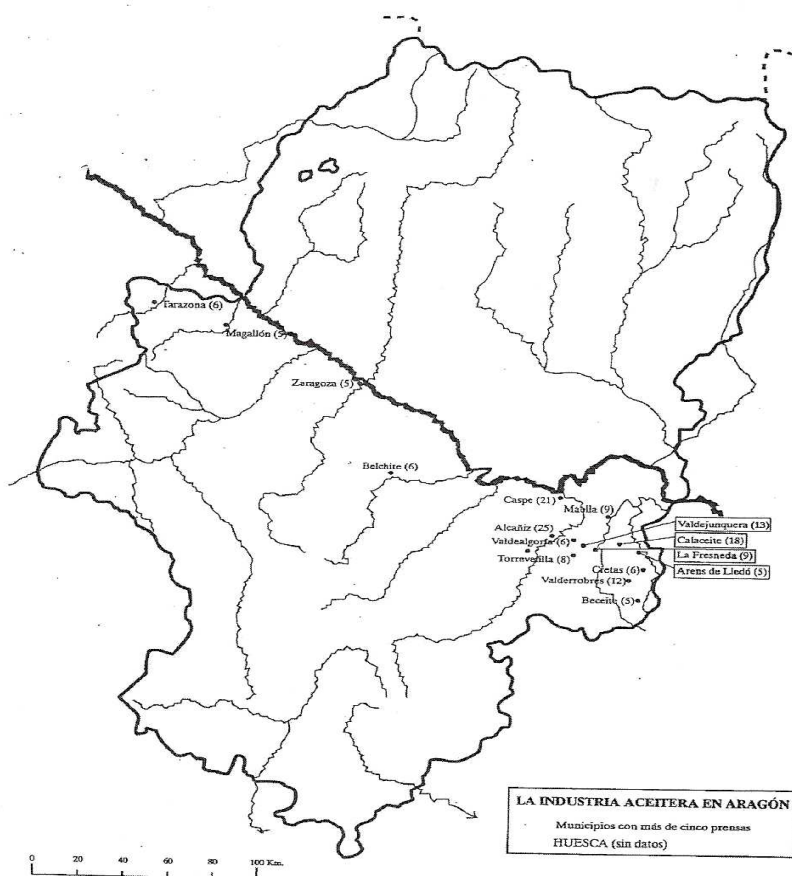 Tarazona (6)
Magallón (5)
Zaragoza (5)
Belchite (6)
Caspe (21)
Maella (9)
Alcañiz (25)
Valdejunquera (13)
Valdealgorfa (6)
Calaceite (18)
Torrevelilla (8)
La Fresneda (9)
Cretas (6)
Arens de Lledó (5)
Valderrobres (12)
Beceite (5)
LA INDUSTRIA ACEITERA EN ARAGÓN
Municipios con más de cinco prensas
HUESCA (sin datos)
0 20 40 60 80 100 Km.